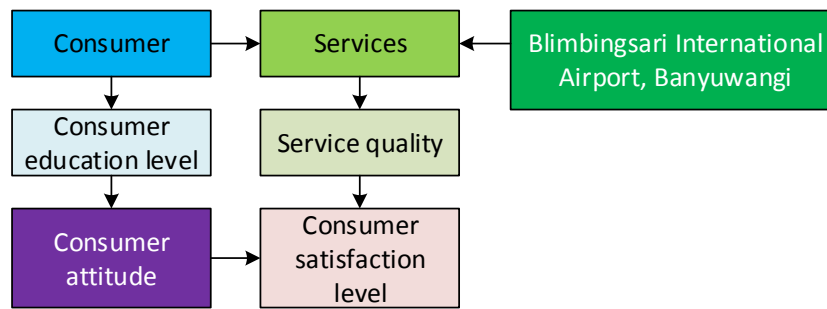 Consumer
Services
Blimbingsari International
Airport, Banyuwangi
Consumer
education level
Service quality
Consumer
attitude
Consumer
satisfaction
level